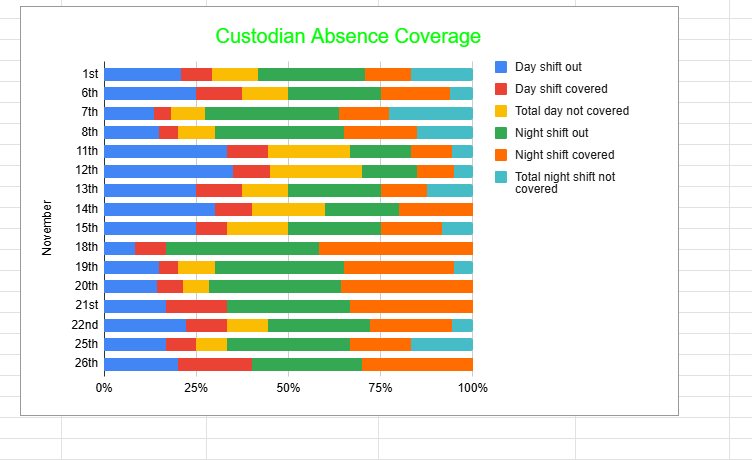 Custodian Absence Coverage
November
1st
6th
7th
8th
11th
12th
13th
14th
15th
18th
19th
20th
21st
22nd
25th
26th
0%
25%
50%
75%
100%
Day shift out
Day shift covered
Total day not covered
Night shift out
Night shift covered
Total night shift not
covered